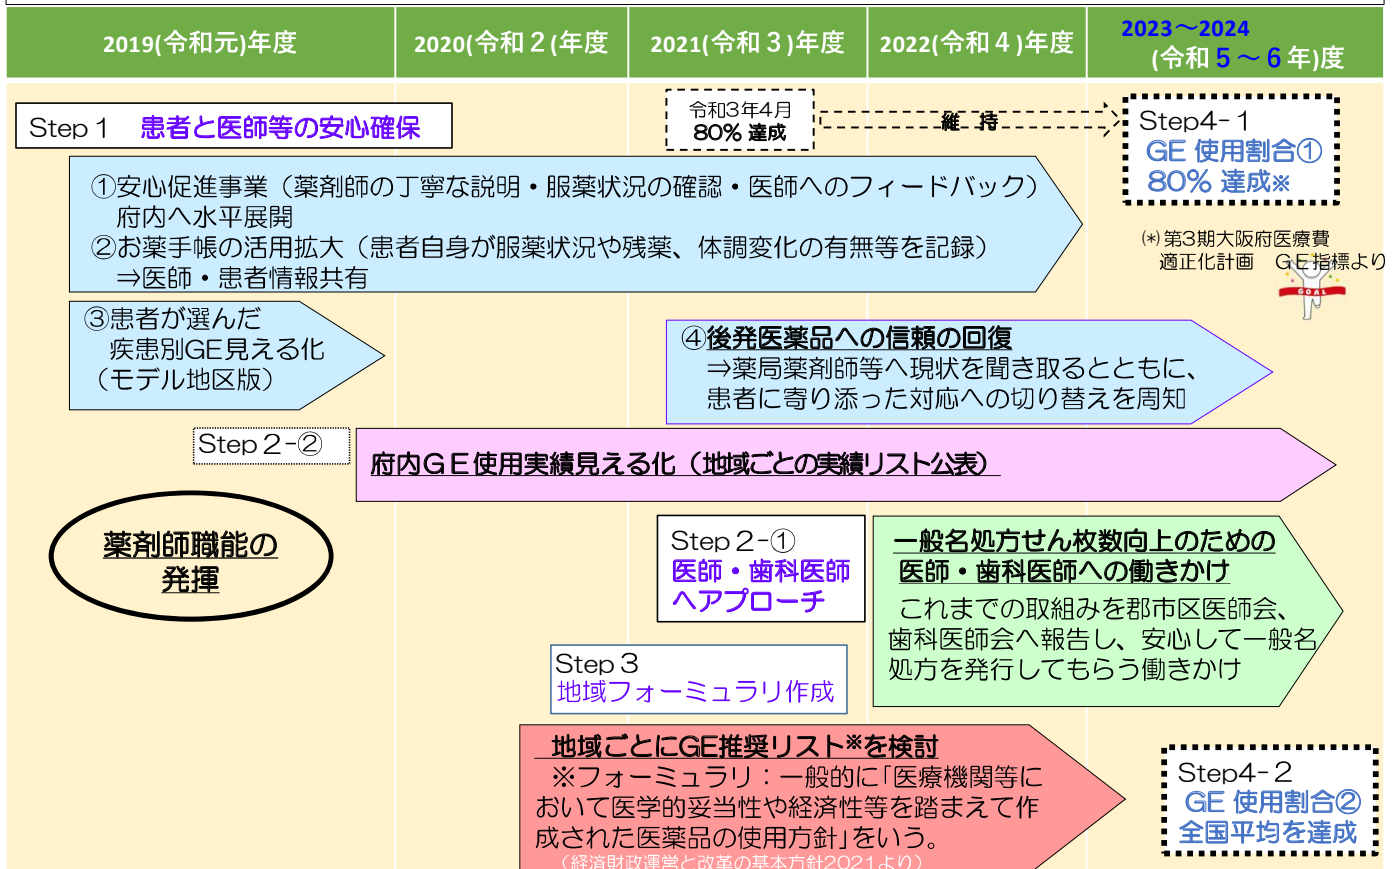 2019(令和元)年度
2020(令和２(年度
2021(令和３)年度
2022(令和４)年度
2023～2024
(令和５～６年)度
Step１　患者と医師等の安心確保
令和3年4月
80% 達成
維　持
Step4-１
GE 使用割合①
80% 達成※
①安心促進事業（薬剤師の丁寧な説明・服薬状況の確認・医師へのフィードバック）
府内へ水平展開
②お薬手帳の活用拡大（患者自身が服薬状況や残薬、体調変化の有無等を記録）
⇒医師・患者情報共有
(*)第3期大阪府医療費
適正化計画　ＧＥ指標より
GOAL
③患者が選んだ
疾患別GE見える化
（モデル地区版）
④後発医薬品への信頼の回復
⇒薬局薬剤師等へ現状を聞き取るとともに、
患者に寄り添った対応への切り替えを周知
Step２-②
府内ＧＥ使用実績見える化（地域ごとの実績リスト公表）
薬剤師職能の
発揮
Step２-①
医師・歯科医師
へアプローチ
一般名処方せん枚数向上のための
医師・歯科医師への働きかけ
これまでの取組みを郡市区医師会、
歯科医師会へ報告し、安心して一般名
処方を発行してもらう働きかけ
Step３
地域フォーミュラリ作成
地域ごとにGE推奨リスト※を検討
※フォーミュラリ：一般的に「医療機関等に
おいて医学的妥当性や経済性等を踏まえて作
成された医薬品の使用方針」をいう。
（経済財政運営と改革の基本方針2021より）
Step4-２
GE 使用割合②
全国平均を達成